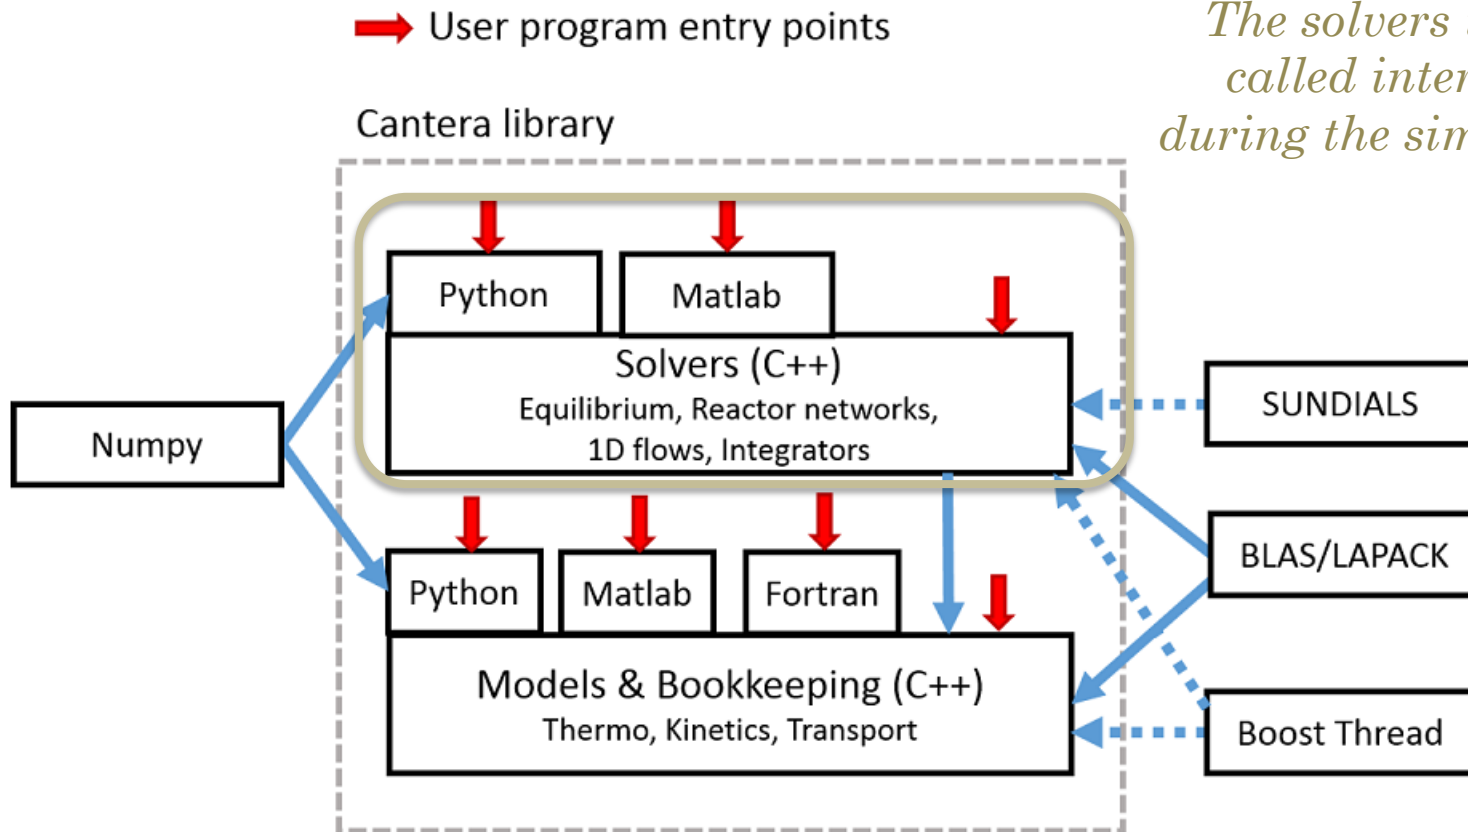 User program entry points
The solvers
called inter
during the sim
Cantera library
Python
Matlab
Solvers (C++)
Equilibrium, Reactor networks,
1D flows, Integrators
SUNDIALS
Numpy
BLAS/LAPACK
Python
Matlab
Fortran
Models & Bookkeeping (C++)
Thermo, Kinetics, Transport
Boost Thread